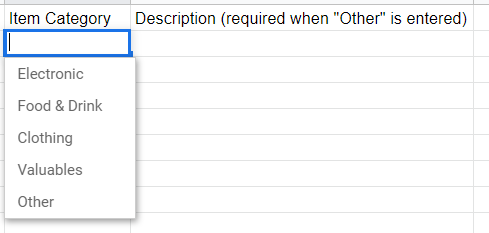 Item Category Description (required when "Other" is entered)
Electronic
Food & Drink
Clothing
Valuables
Other